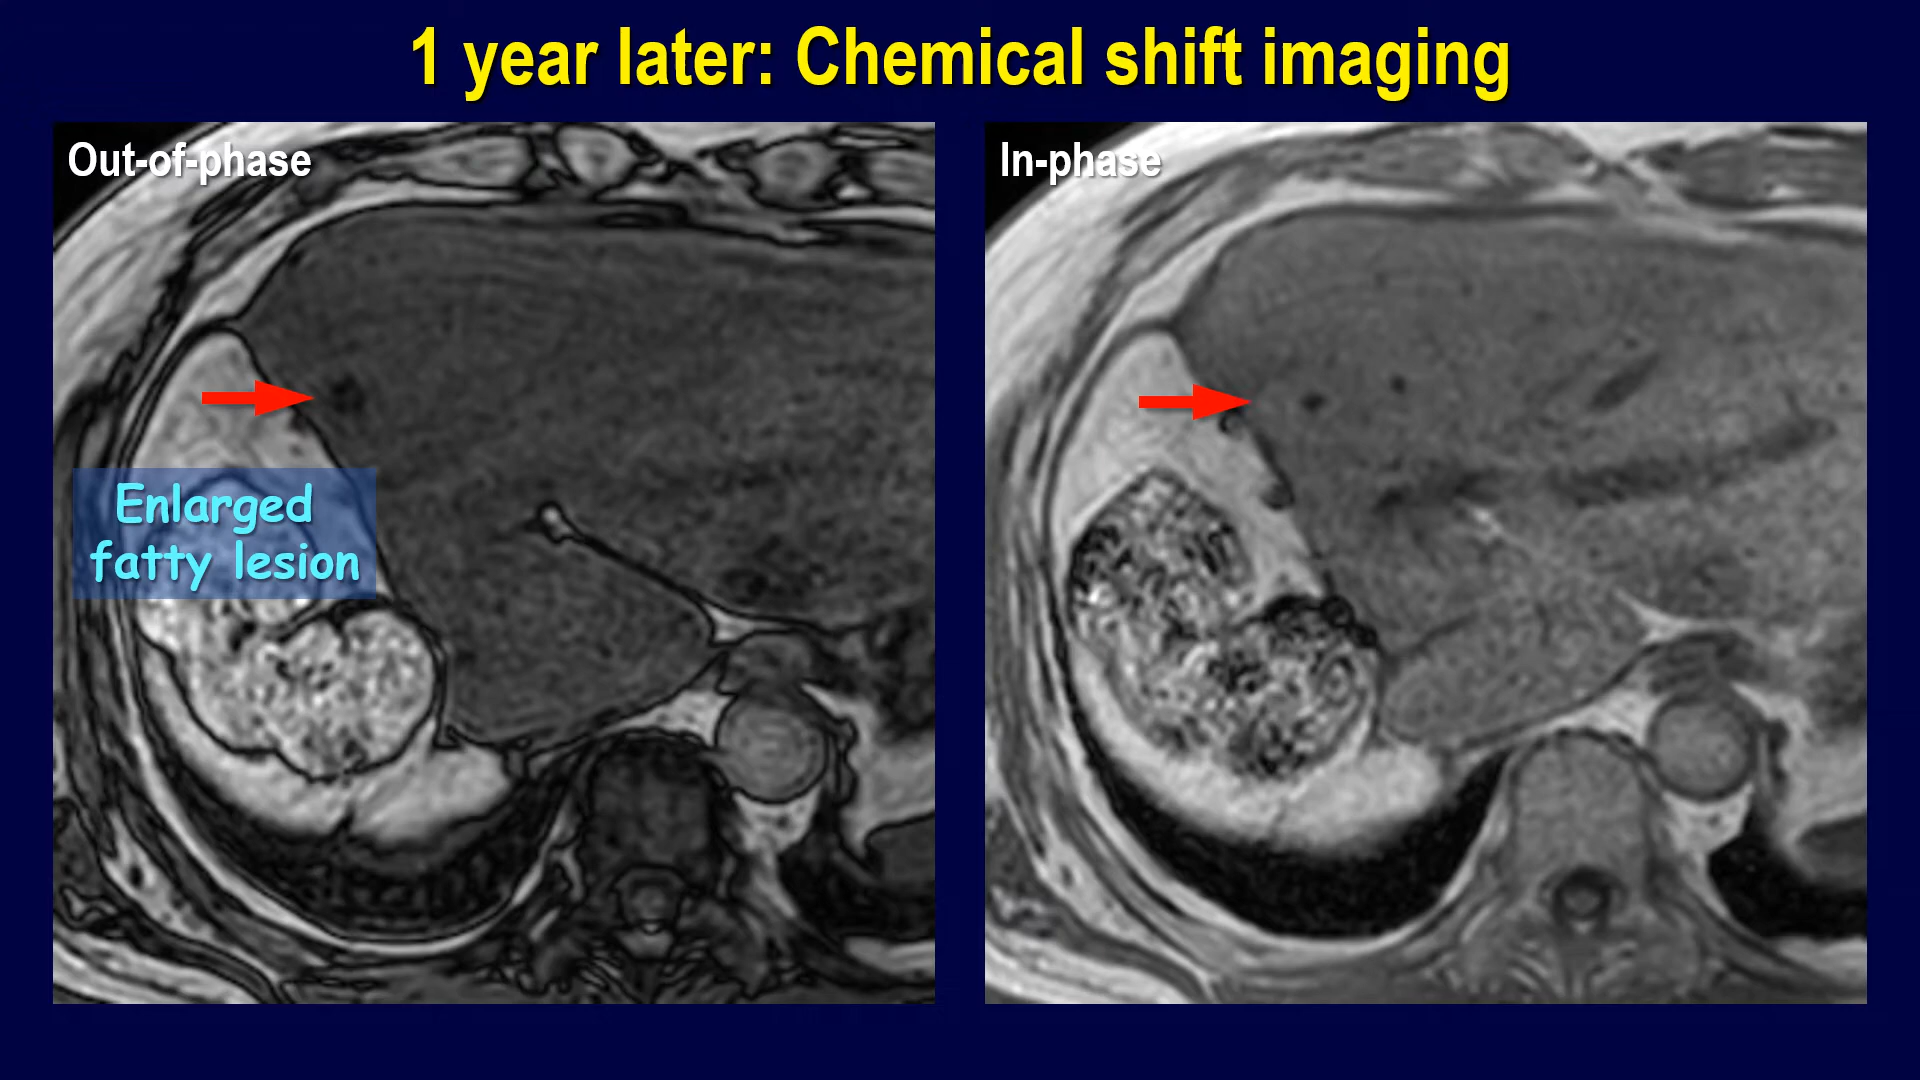 1 year later: Chemical shift imaging
Out-of-phase
In-phase
Enlarged
fatty lesion